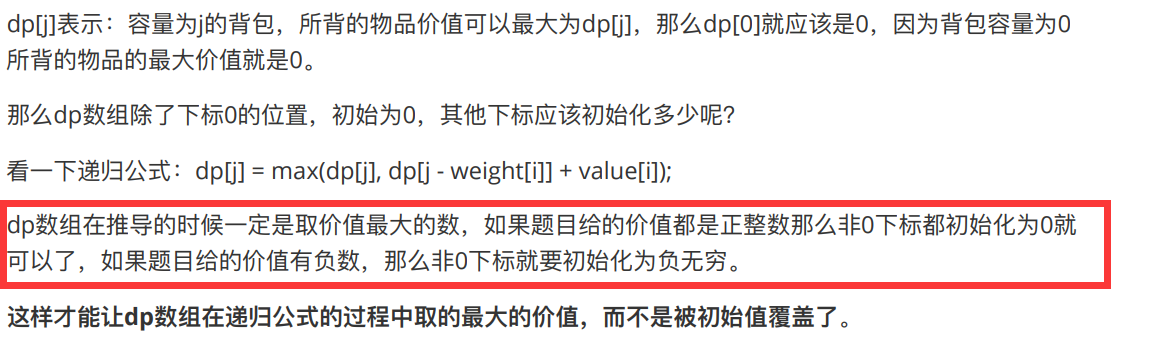 dp[j]表示：容量为j的背包，所背的物品价值可以最大为dp[j]，那么dp[0]就应该是0，因为背包容量为0
所背的物品的最大价值就是0。
那么dp数组除了下标0的位置，初始为0，其他下标应该初始化多少呢？
看一下递归公式：dp[j] = max(dp[j], dp[j - weight[i]] + value[i]);
dp数组在推导的时候一定是取价值最大的数，如果题目给的价值都是正整数那么非0下标都初始化为0就
可以了，如果题目给的价值有负数，那么非0下标就要初始化为负无穷。
这样才能让dp数组在递归公式的过程中取的最大的价值，而不是被初始值覆盖了。